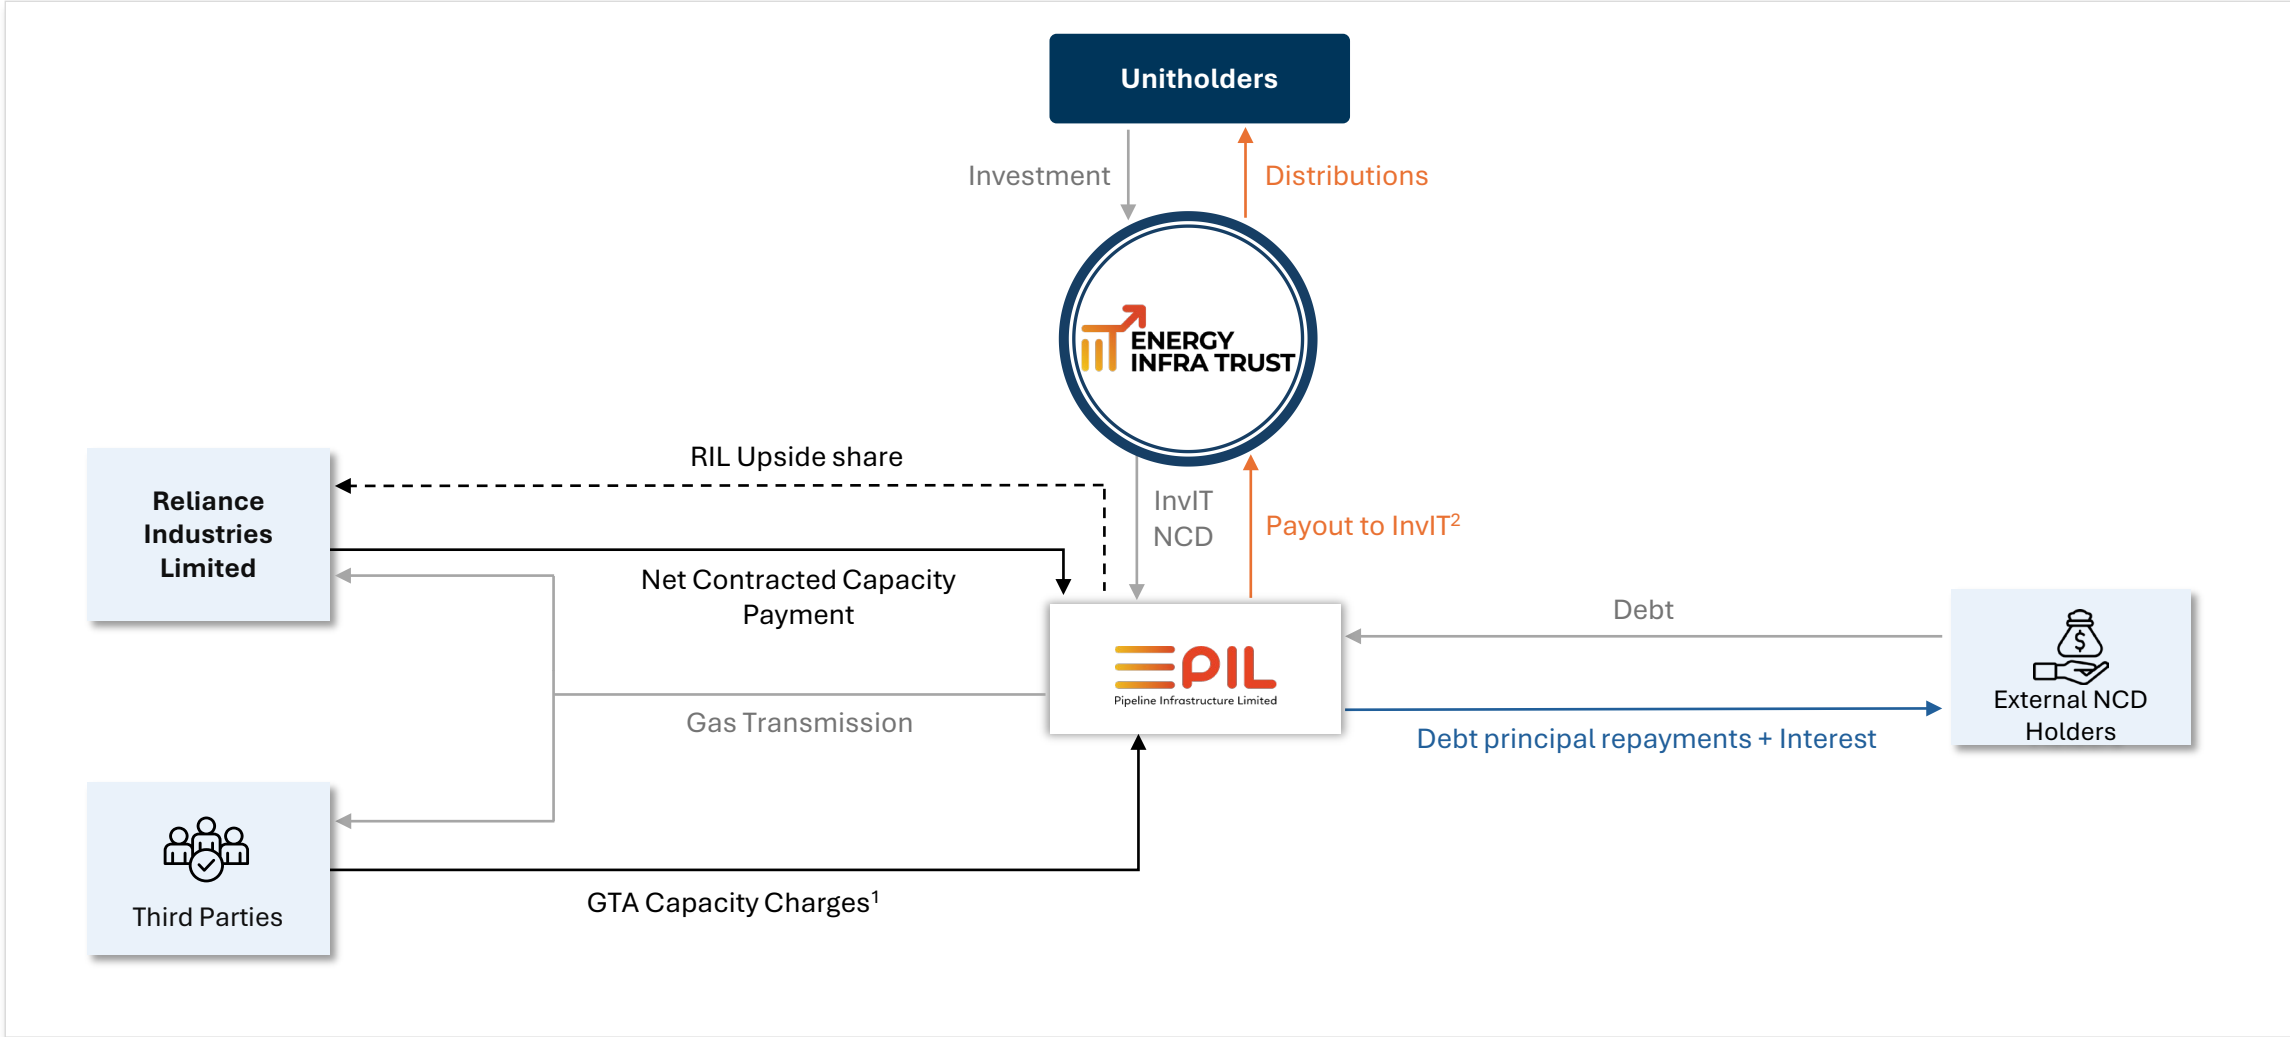 Unitholders
Investment
Distributions
ENERGY
INFRA TRUST
RIL Upside share
Reliance
Industries
Limited
InvIT
NCD
Payout to InvIT²
Net Contracted Capacity
Payment
Debt
$
PIL
Pipeline Infrastructure Limited
External NCD
Holders
Gas Transmission
Debt principal repayments + Interest
Third Parties
GTA Capacity Charges¹